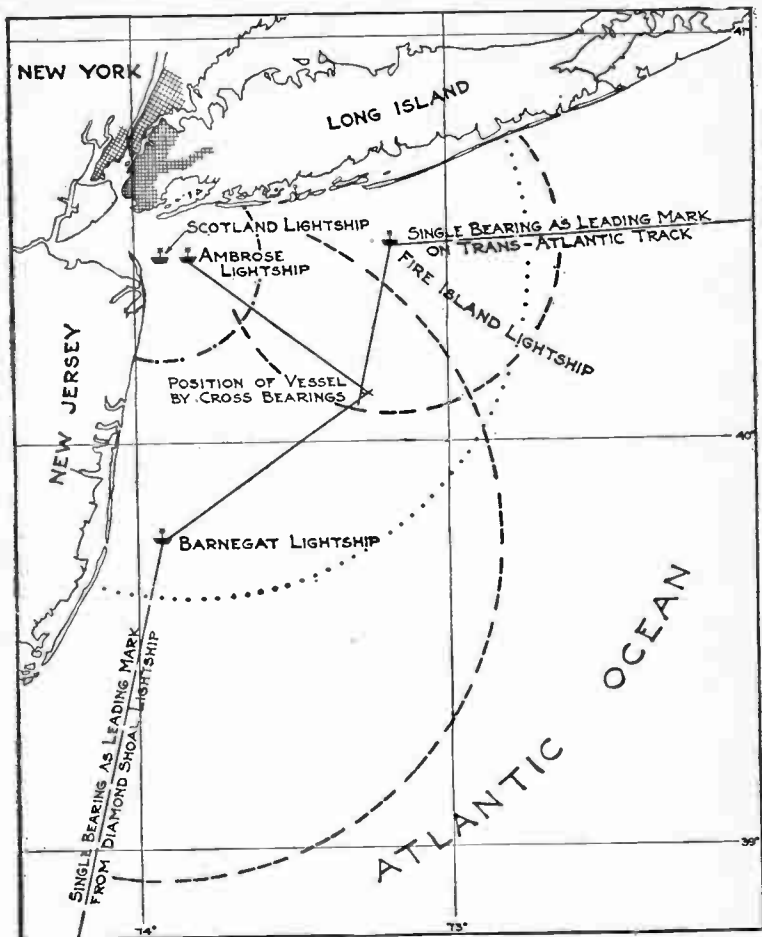 41°
NEW YORK
LONG ISLAND
SCOTLAND LIGHTSHIP
AMBROSE
LIGHTSHIP
SINGLE BEARING AS LEADING MARK
ON TRANS-ATLANTIC TRACK
FIRE ISLAND LIGHTSHIP
NEW JERSEY
POSITION OF VESSEL
BY CROSS BEARINGS
40°
BARNEGAT LIGHTSHIP
SINGLE BEARING AS LEADING MARK
FROM DIAMOND SHOAL LIGHTSHIP
ATLANTIC OCEAN
39°
74°
73°